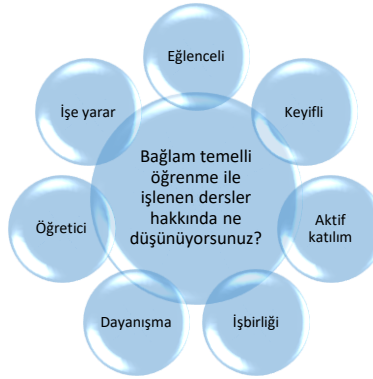 Eğlenceli
Keyifli
Aktif
katılım
İşbirliği
Dayanışma
Öğretici
İşe yarar
Bağlam temelli
öğrenme ile
işlenen dersler
hakkında ne
düşünüyorsunuz?